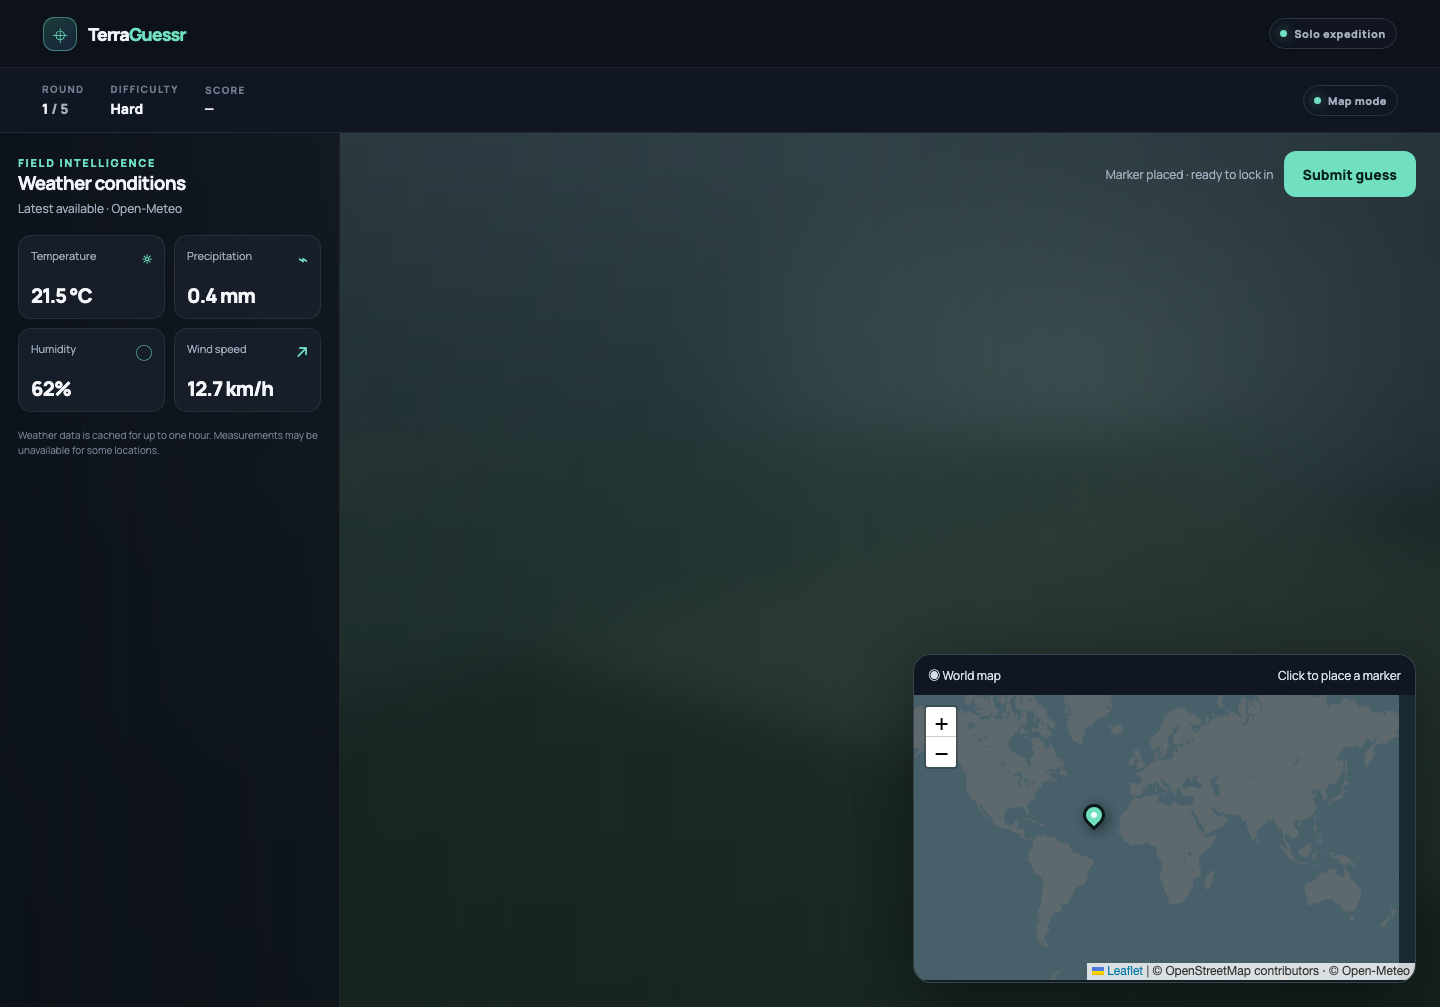 TerraGuessr
Solo expedition
ROUND
1 / 5
DIFFICULTY
Hard
SCORE
–
Map mode
FIELD INTELLIGENCE
Weather conditions
Latest available · Open-Meteo
Temperature
21.5 °C
Precipitation
0.4 mm
Humidity
62%
Wind speed
12.7 km/h
Weather data is cached for up to one hour. Measurements may be
unavailable for some locations.
Marker placed · ready to lock in
Submit guess
World map
Click to place a marker
+
−
Leaflet | © OpenStreetMap contributors · © Open-Meteo